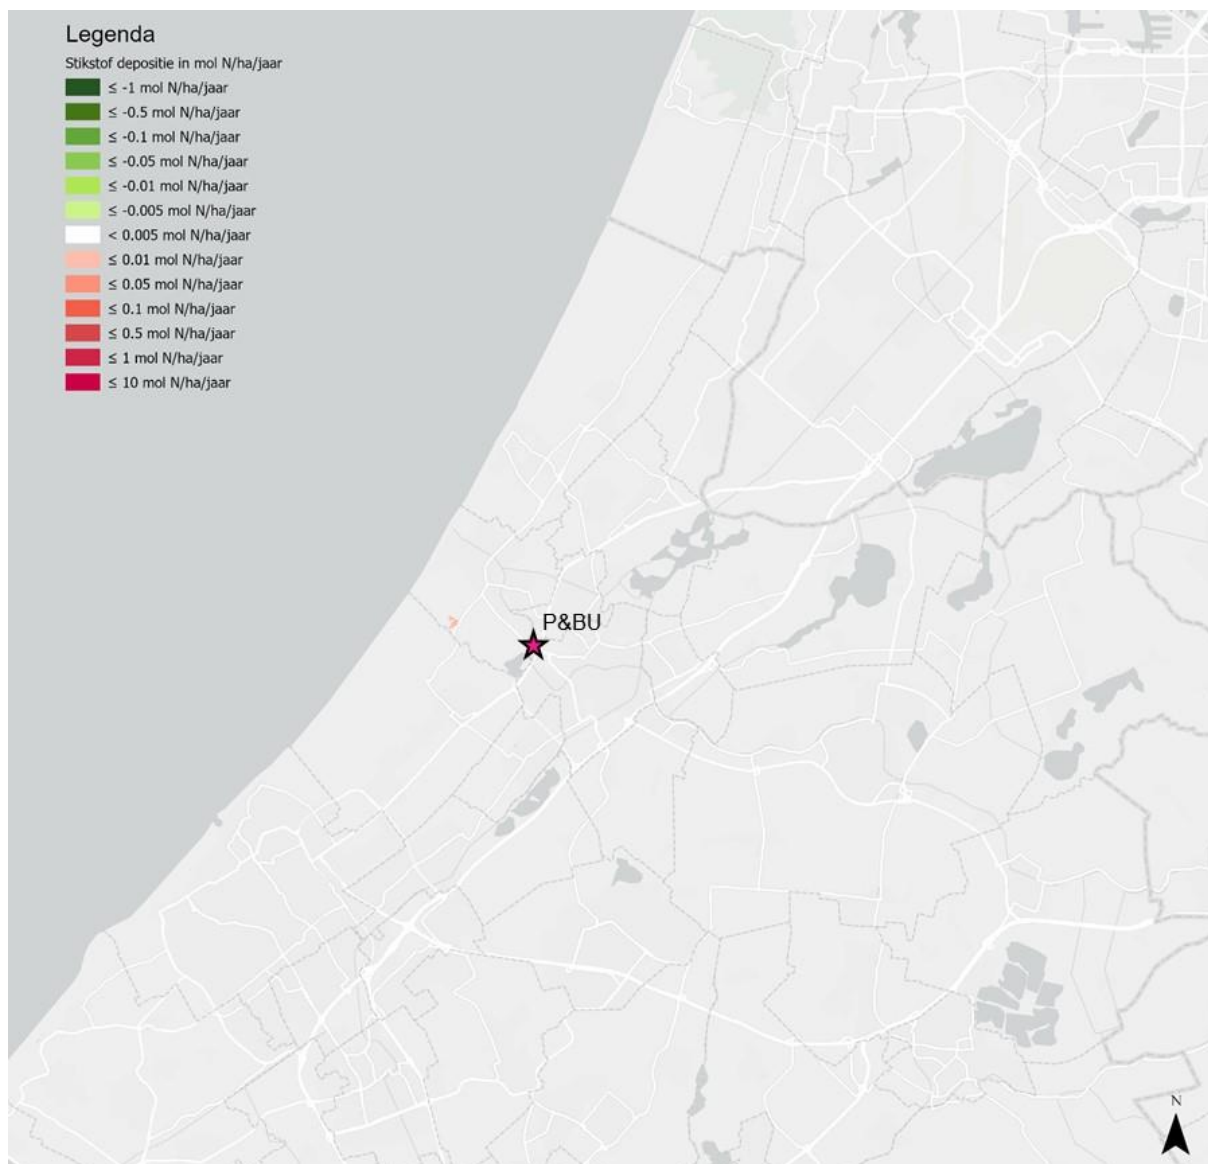 Legenda
Stikstof depositie in mol N/ha/jaar
≤ -1 mol N/ha/jaar
≤ -0.5 mol N/ha/jaar
≤ -0.1 mol N/ha/jaar
≤ -0.05 mol N/ha/jaar
≤ -0.01 mol N/ha/jaar
≤ -0.005 mol N/ha/jaar
< 0.005 mol N/ha/jaar
≤ 0.01 mol N/ha/jaar
≤ 0.05 mol N/ha/jaar
≤ 0.1 mol N/ha/jaar
≤ 0.5 mol N/ha/jaar
≤ 1 mol N/ha/jaar
≤ 10 mol N/ha/jaar
P&BU
N